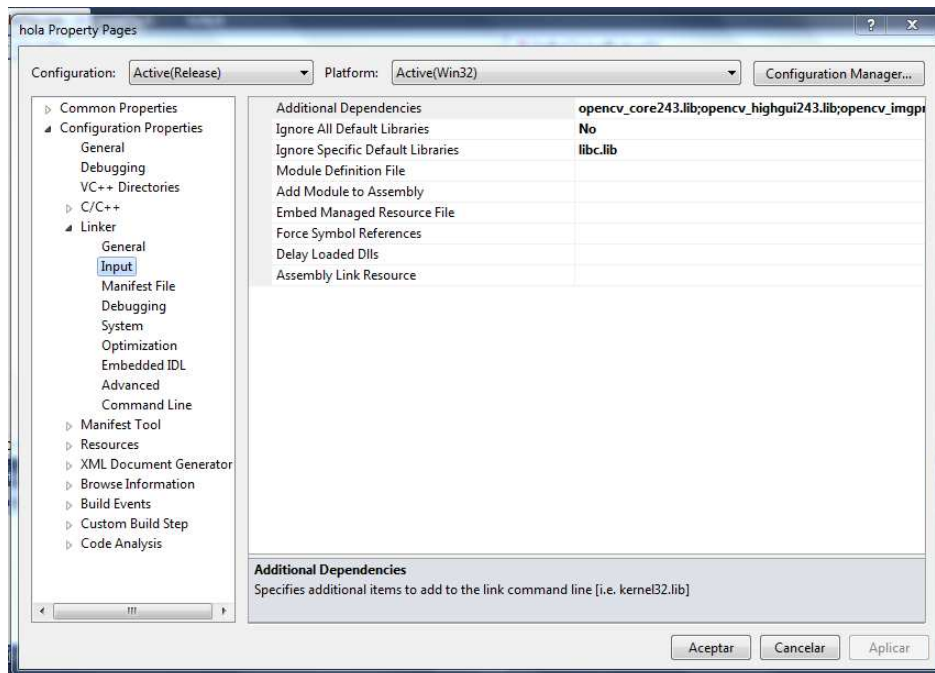 hola Property Pages
Configuration: Active(Release) Platform: Active(Win32) Configuration Manager...
Common Properties
Configuration Properties
General
Debugging
VC++ Directories
C/C++
Linker
General
Input
Manifest File
Debugging
System
Optimization
Embedded IDL
Advanced
Command Line
Manifest Tool
Resources
XML Document Generator
Browse Information
Build Events
Custom Build Step
Code Analysis
Additional Dependencies opencv_core243.lib;opencv_highgui243.lib;opencv_imgpr
Ignore All Default Libraries No
Ignore Specific Default Libraries libc.lib
Module Definition File
Add Module to Assembly
Embed Managed Resource File
Force Symbol References
Delay Loaded Dlls
Assembly Link Resource
Additional Dependencies
Specifies additional items to add to the link command line [i.e. kernel32.lib]
Aceptar Cancelar Aplicar